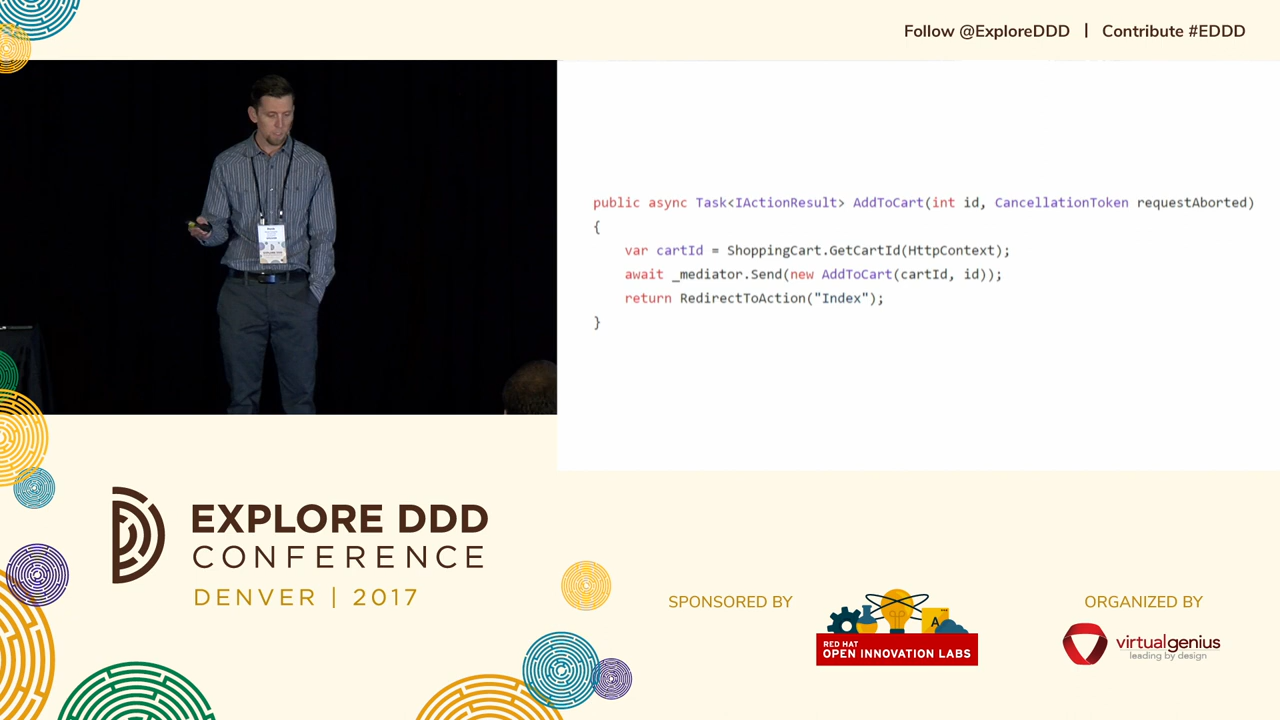 Follow @ExploreDDD | Contribute #EDDD
public async Task<IActionResult> AddToCart(int id, CancellationToken requestAborted)
{
    var cartId = ShoppingCart.GetCartId(HttpContext);
    await _mediator.Send(new AddToCart(cartId, id));
    return RedirectToAction("Index");
}
EXPLORE DDD
CONFERENCE
DENVER | 2017
SPONSORED BY
A
RED HAT
OPEN INNOVATION LABS
ORGANIZED BY
virtualgenius
leading by design